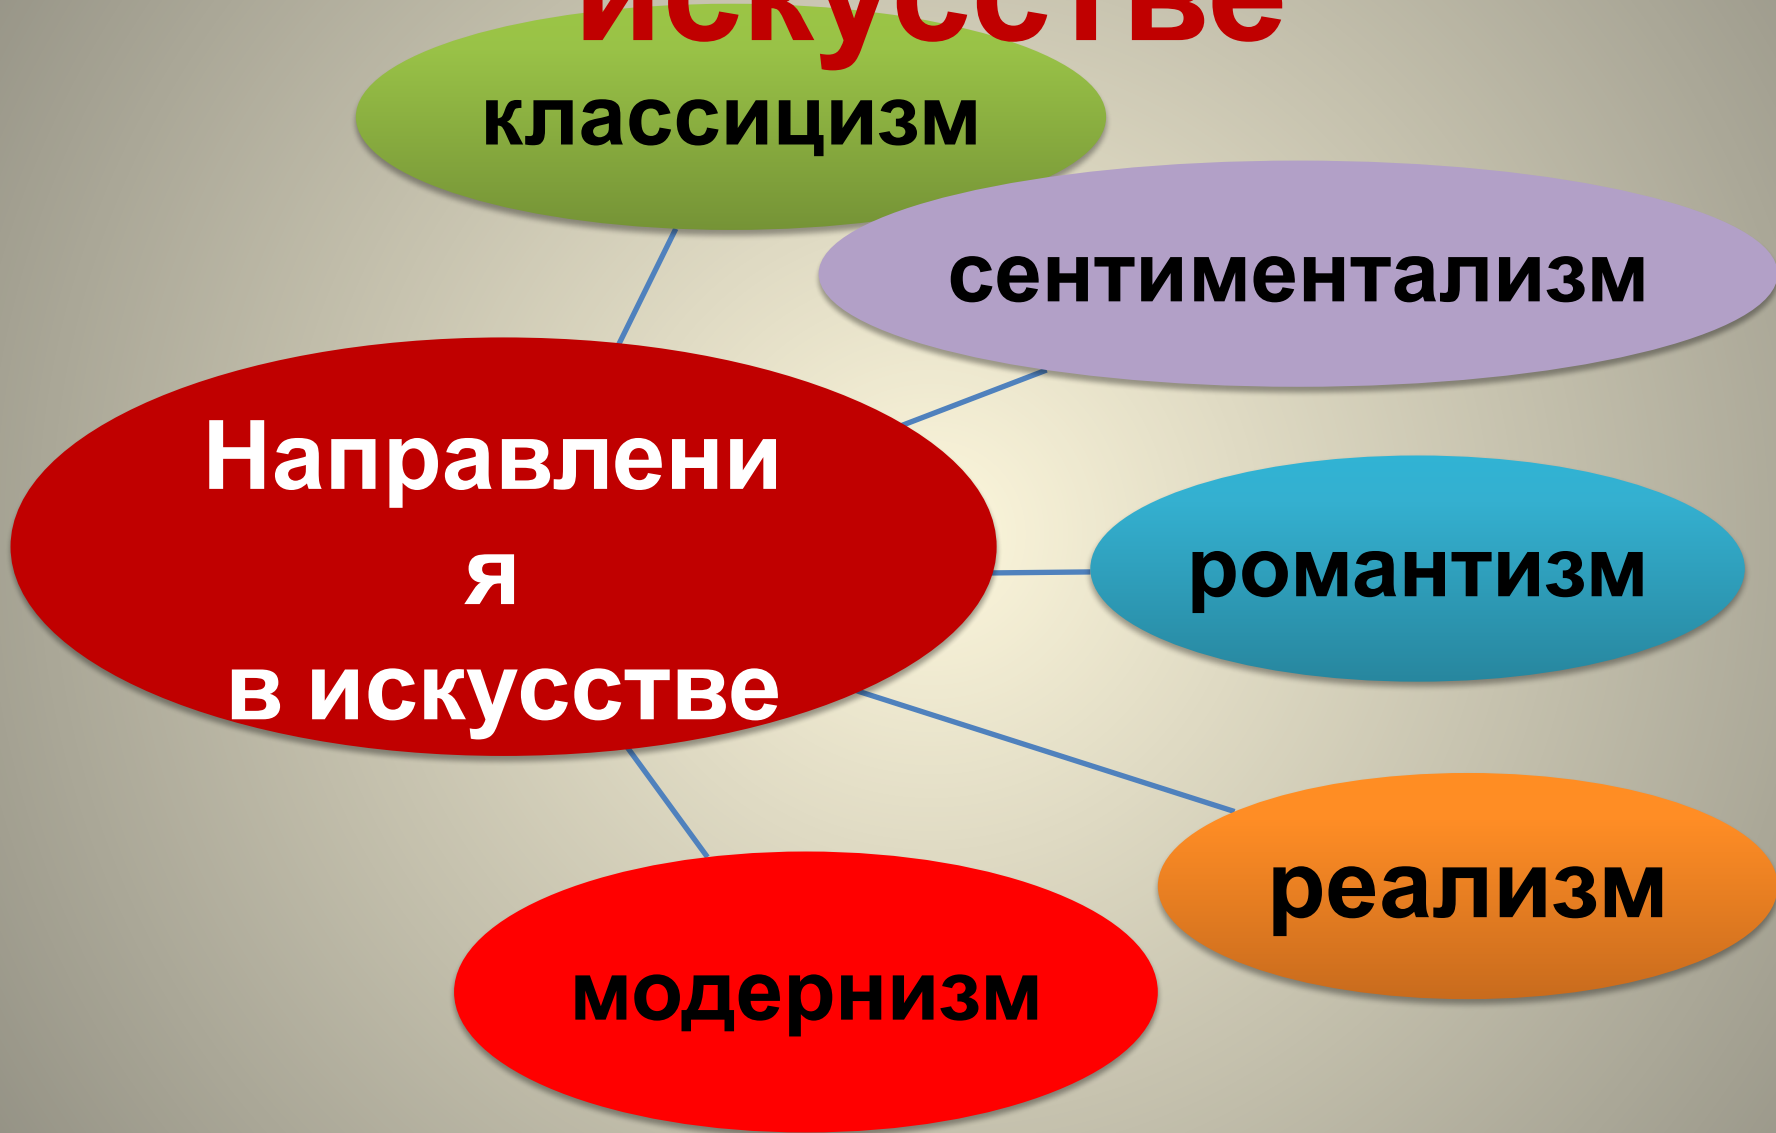 искусстве
классицизм
сентиментализм
Направлени
я
в искусстве
романтизм
реализм
модернизм